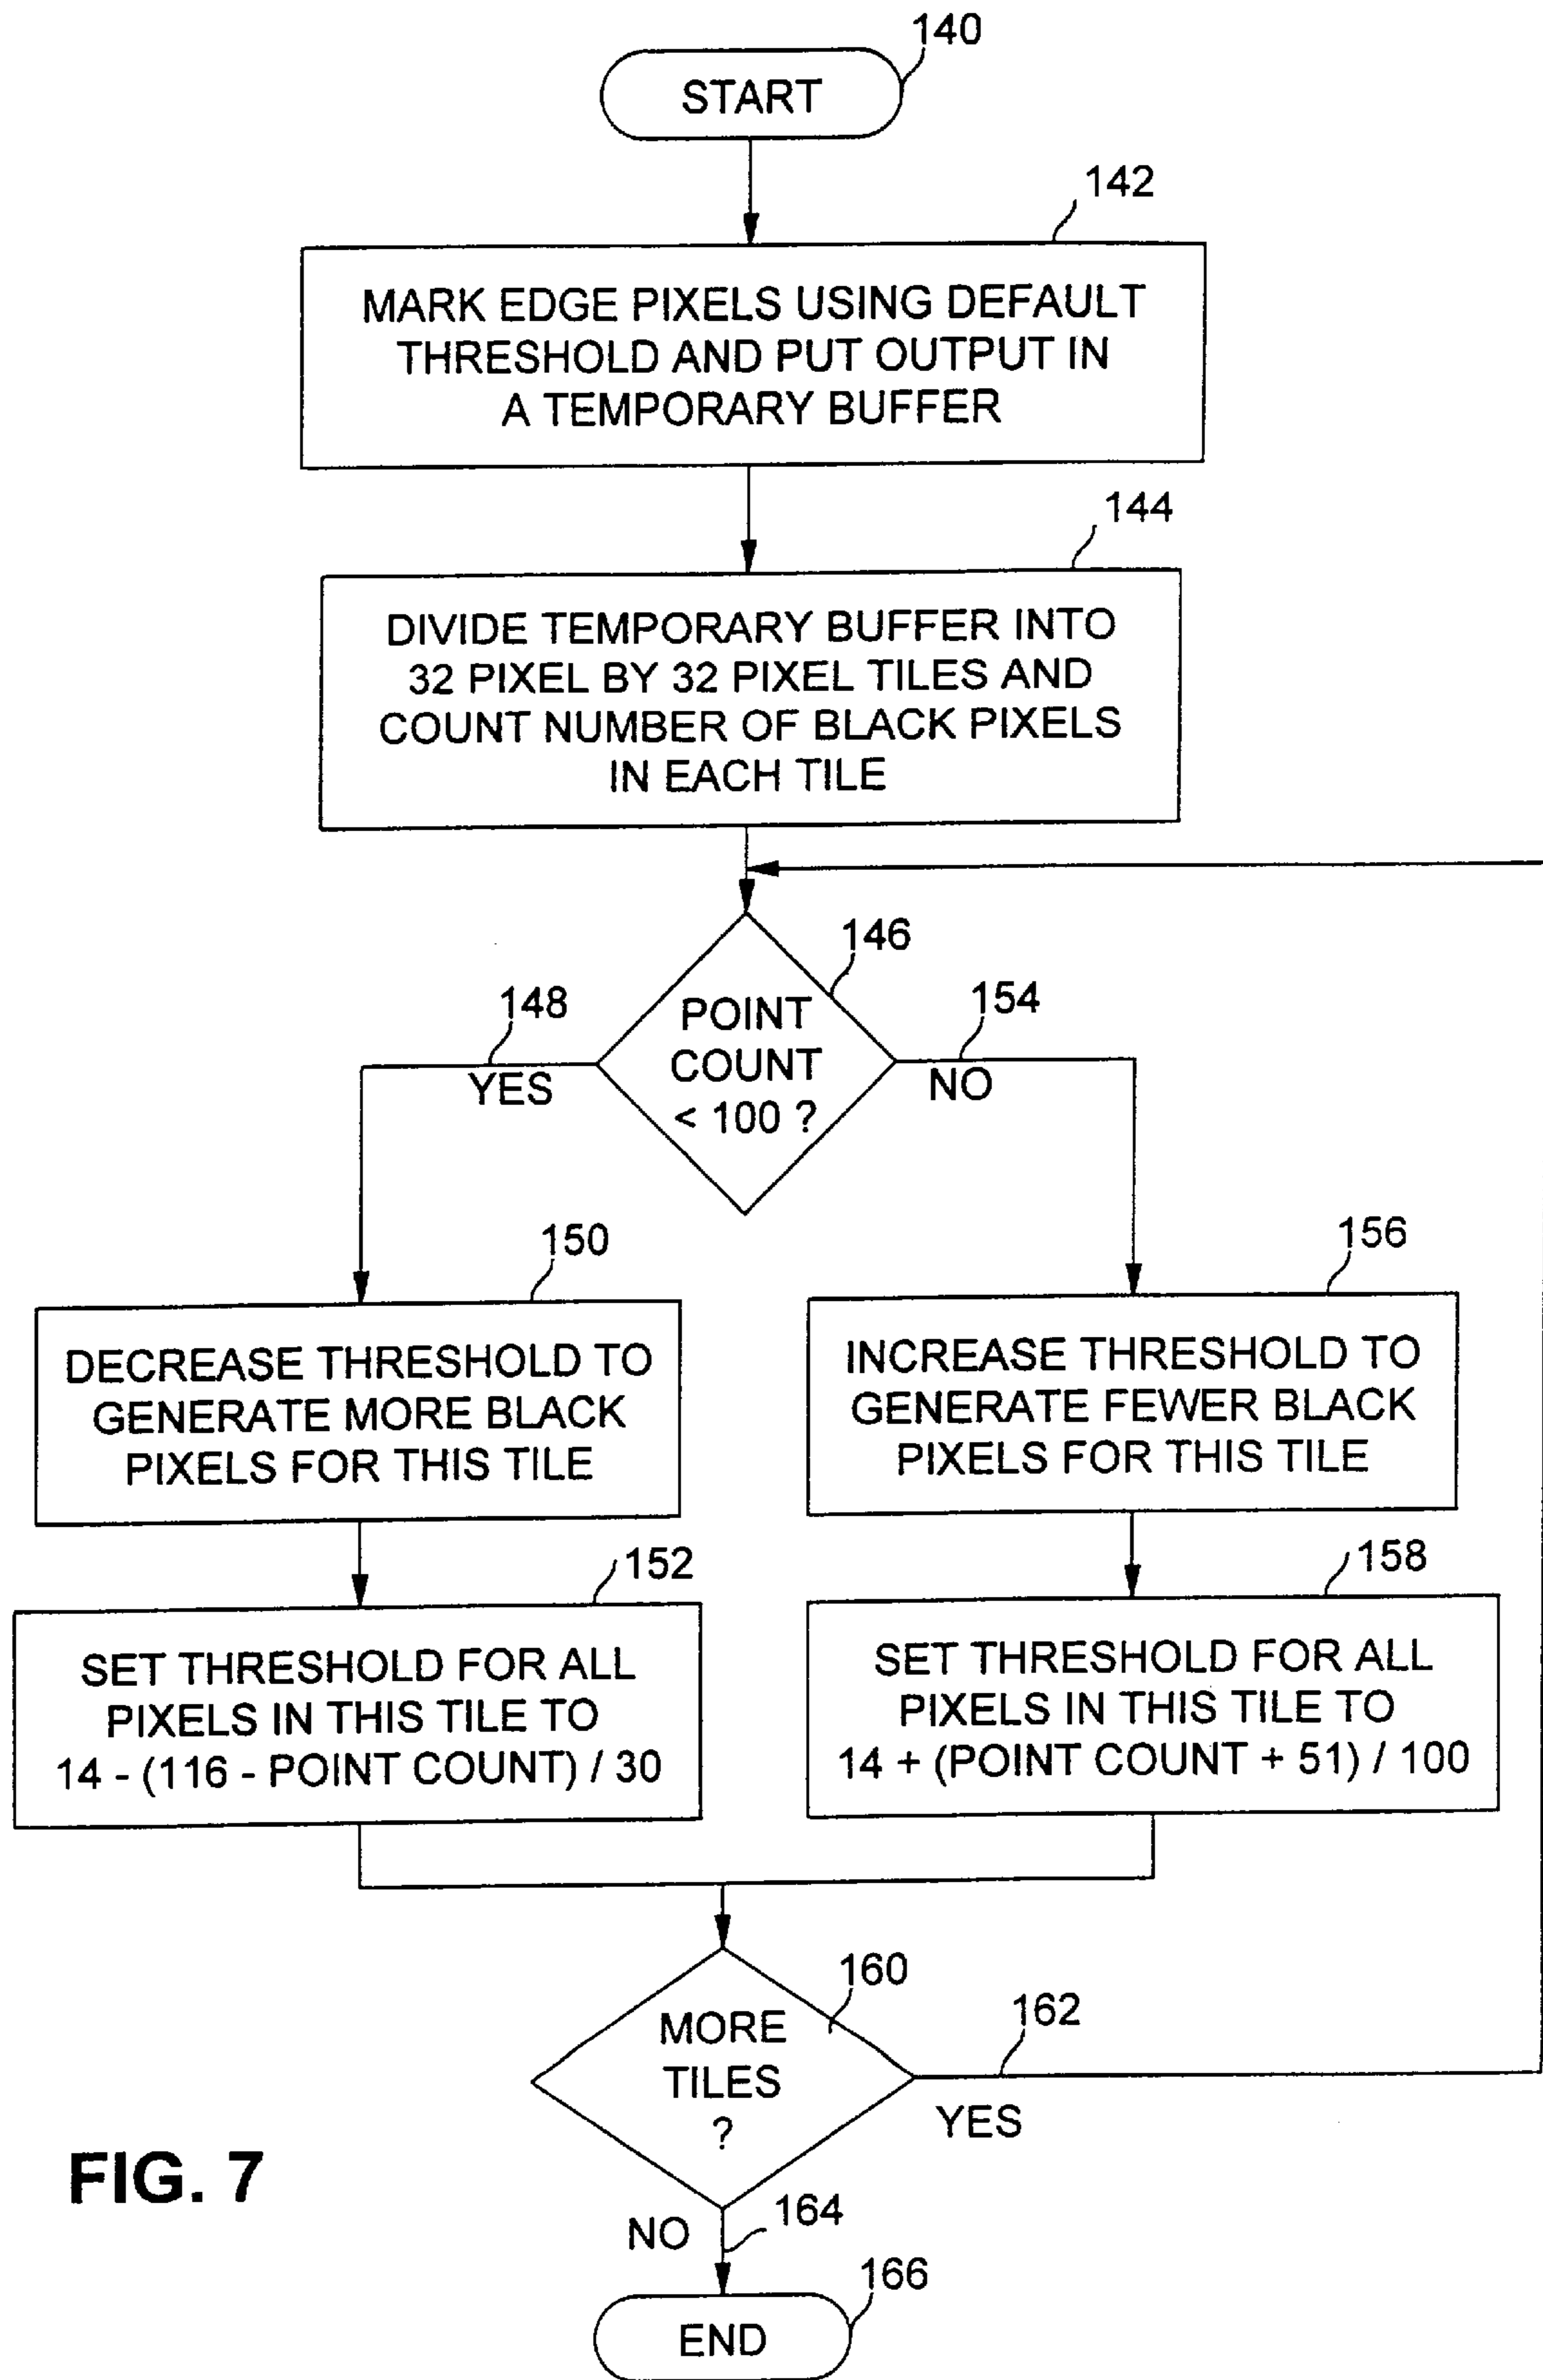 140
START
142
MARK EDGE PIXELS USING DEFAULT
THRESHOLD AND PUT OUTPUT IN
A TEMPORARY BUFFER
144
DIVIDE TEMPORARY BUFFER INTO
32 PIXEL BY 32 PIXEL TILES AND
COUNT NUMBER OF BLACK PIXELS
IN EACH TILE
146
POINT
COUNT
< 100 ?
148
YES
154
NO
150
DECREASE THRESHOLD TO
GENERATE MORE BLACK
PIXELS FOR THIS TILE
156
INCREASE THRESHOLD TO
GENERATE FEWER BLACK
PIXELS FOR THIS TILE
152
SET THRESHOLD FOR ALL
PIXELS IN THIS TILE TO
14 - (116 - POINT COUNT) / 30
158
SET THRESHOLD FOR ALL
PIXELS IN THIS TILE TO
14 + (POINT COUNT + 51) / 100
160
MORE
TILES
?
162
YES
FIG. 7
NO
164
166
END